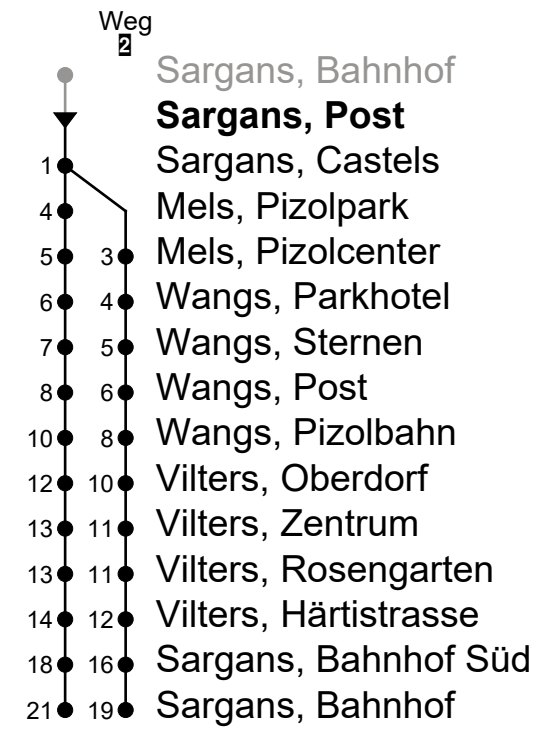 Weg
2
Sargans, Bahnhof
Sargans, Post
1 Sargans, Castels
4 Mels, Pizolpark
5 3 Mels, Pizolcenter
6 4 Wangs, Parkhotel
7 5 Wangs, Sternen
8 6 Wangs, Post
10 8 Wangs, Pizolbahn
12 10 Vilters, Oberdorf
13 11 Vilters, Zentrum
13 11 Vilters, Rosengarten
14 12 Vilters, Härtistrasse
18 16 Sargans, Bahnhof Süd
21 19 Sargans, Bahnhof